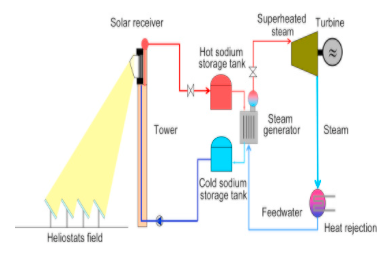 Solar receiver
Superheated
steam
Turbine
Hot sodium
storage tank
Tower
Steam
generator
Steam
Cold sodium
storage tank
Feedwater
Heat rejection
Heliostats field